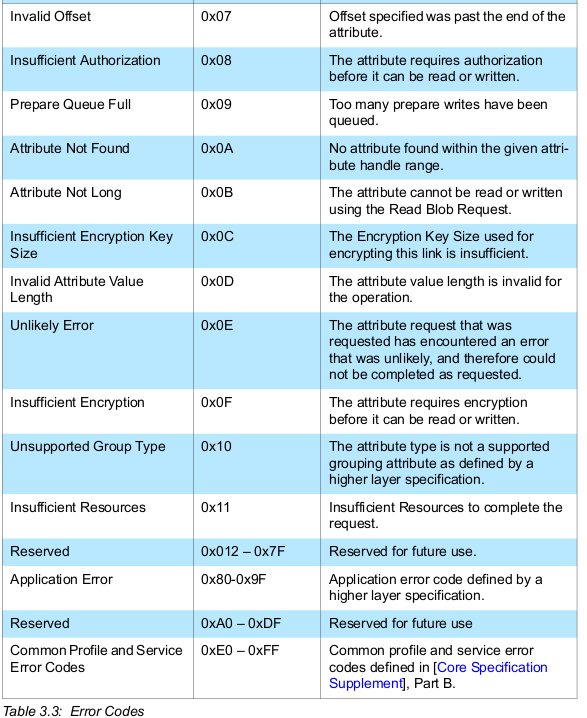 Invalid Offset 0x07 Offset specified was past the end of the
attribute.
Insufficient Authorization 0x08 The attribute requires authorization
before it can be read or written.
Prepare Queue Full 0x09 Too many prepare writes have been
queued.
Attribute Not Found 0x0A No attribute found within the given attri-
bute handle range.
Attribute Not Long 0x0B The attribute cannot be read or written
using the Read Blob Request.
Insufficient Encryption Key 0x0C The Encryption Key Size used for
Size encrypting this link is insufficient.
Invalid Attribute Value 0x0D The attribute value length is invalid for
Length the operation.
Unlikely Error 0x0E The attribute request that was
requested has encountered an error
that was unlikely, and therefore could
not be completed as requested.
Insufficient Encryption 0x0F The attribute requires encryption
before it can be read or written.
Unsupported Group Type 0x10 The attribute type is not a supported
grouping attribute as defined by a
higher layer specification.
Insufficient Resources 0x11 Insufficient Resources to complete the
request.
Reserved 0x012 – 0x7F Reserved for future use.
Application Error 0x80-0x9F Application error code defined by a
higher layer specification.
Reserved 0xA0 – 0xDF Reserved for future use
Common Profile and Service 0xE0 – 0xFF Common profile and service error
Error Codes codes defined in [Core Specification
Supplement], Part B.
Table 3.3: Error Codes